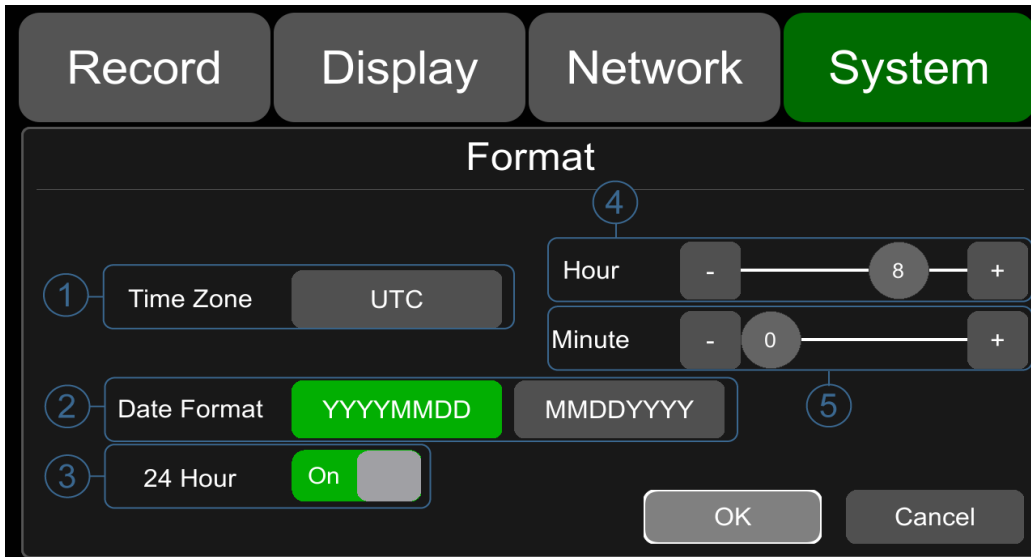 Record Display Network System
Format
4
Hour - 8 +
1 Time Zone UTC
Minute - 0 +
2 Date Format YYYYMMDD MMDDYYYY 5
3 24 Hour On
OK Cancel